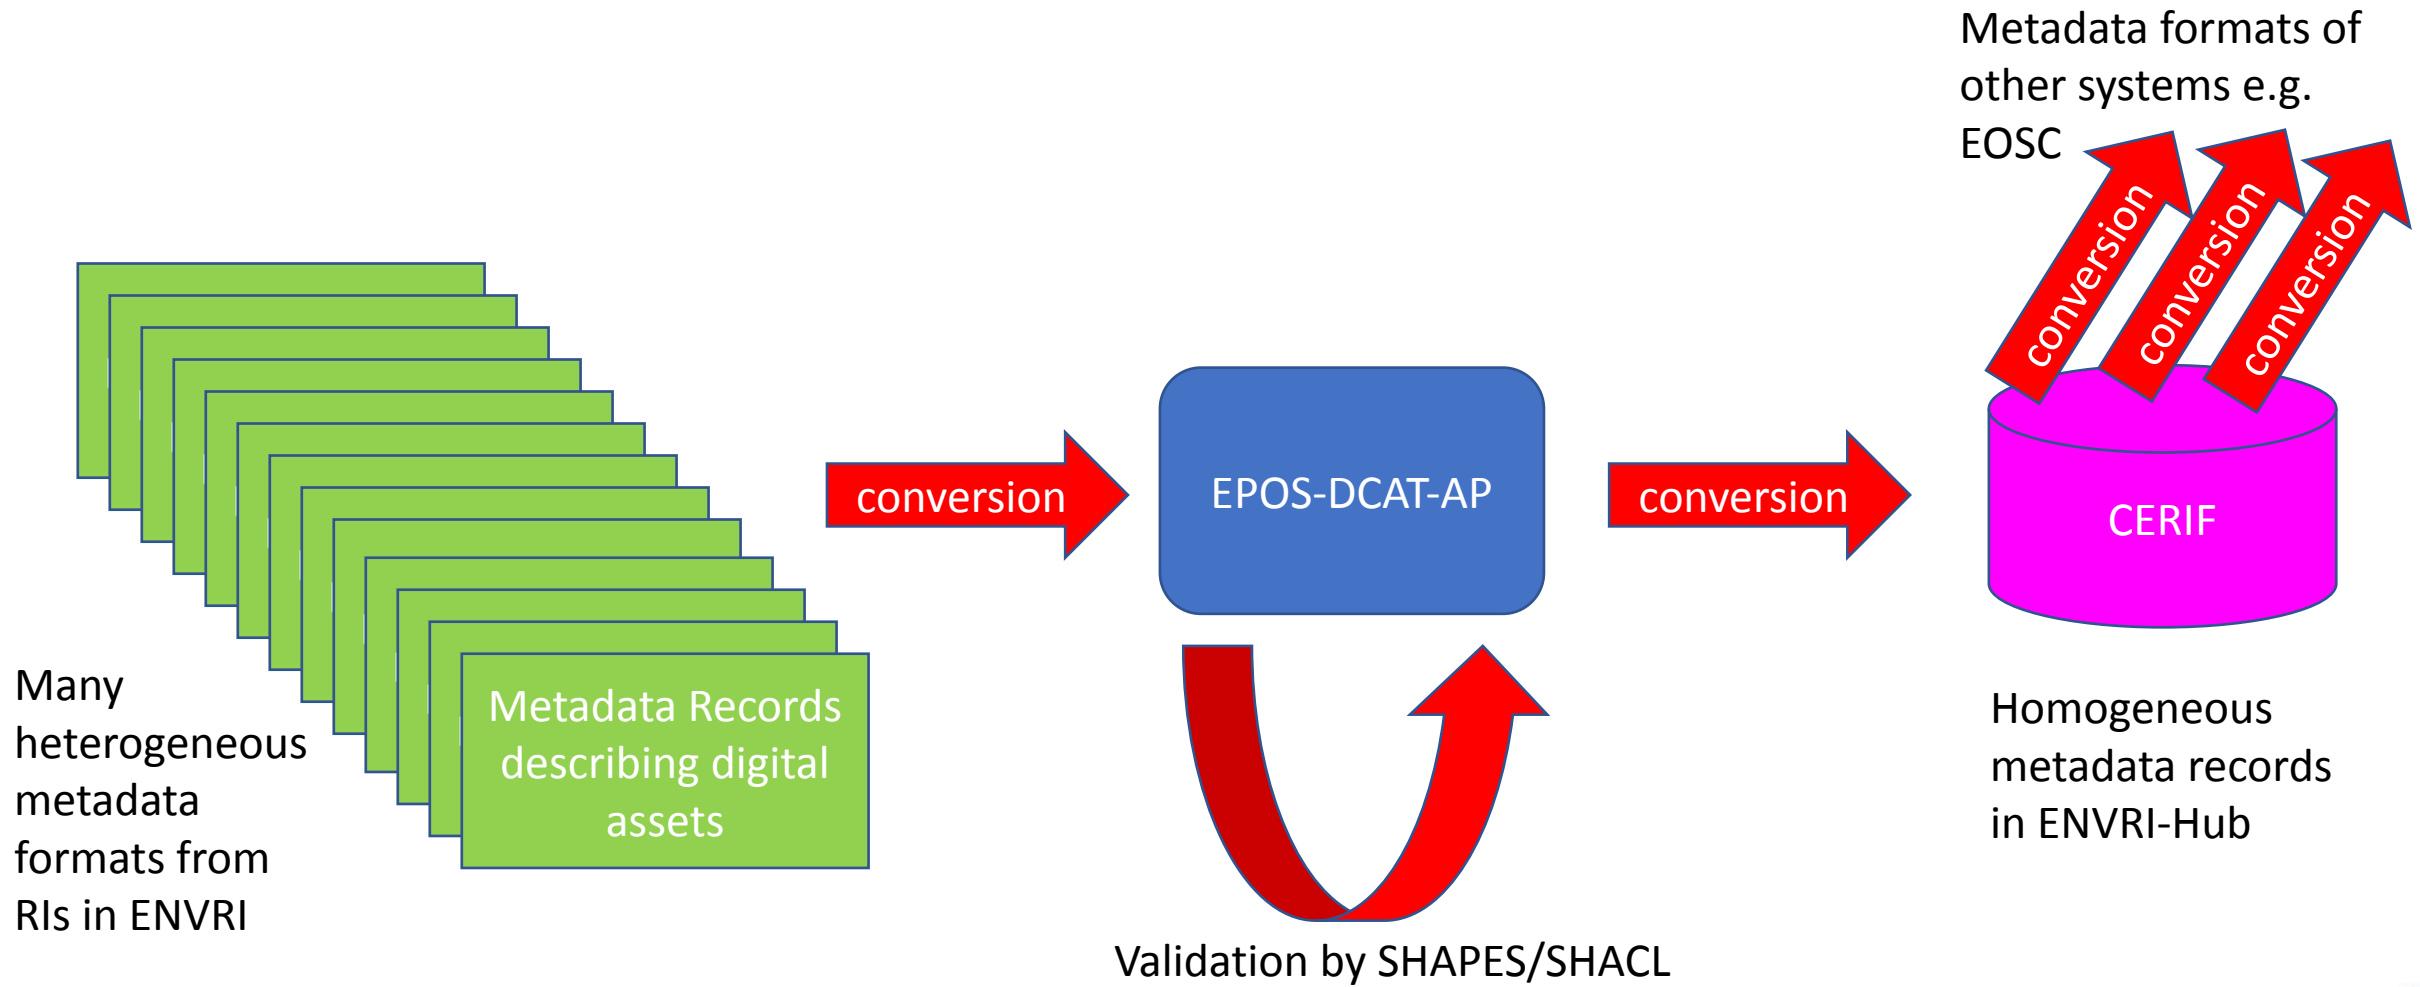 Metadata formats of
other systems e.g.
EOSC
conversion
conversion
conversion
conversion
EPOS-DCAT-AP
conversion
CERIF
Many
heterogeneous
metadata
formats from
RIs in ENVRI
Metadata Records
describing digital
assets
Homogeneous
metadata records
in ENVRI-Hub
Validation by SHAPES/SHACL